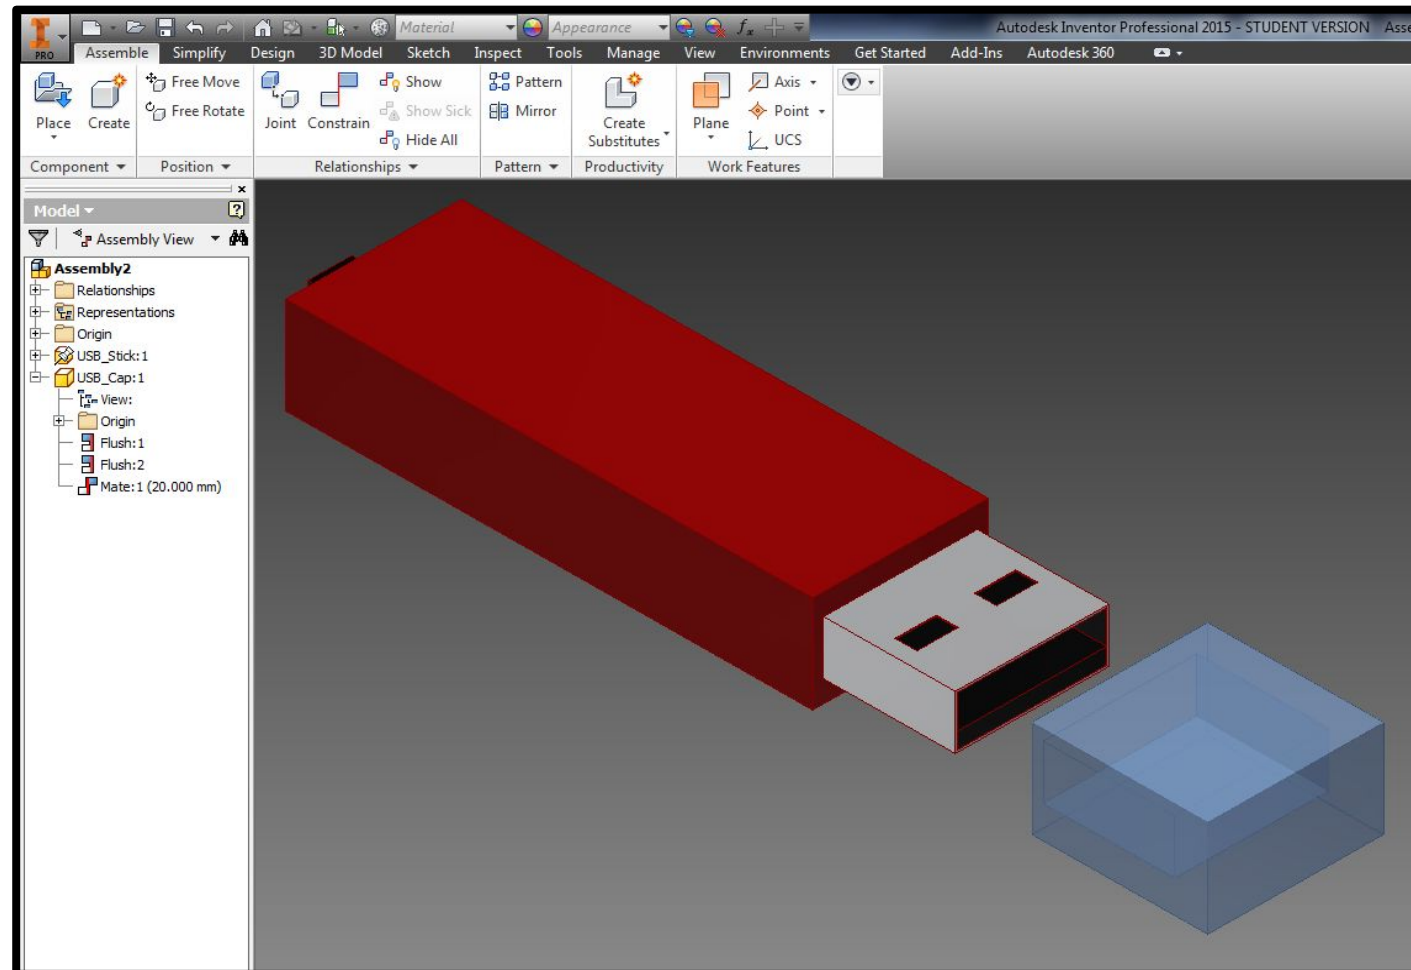 Material
Appearance
Autodesk Inventor Professional 2015 - STUDENT VERSION Asse
PRO
Assemble Simplify Design 3D Model Sketch Inspect Tools Manage View Environments Get Started Add-Ins Autodesk 360
Place
Create
Free Move
Free Rotate
Joint
Constrain
Show
Show Sick
Hide All
Pattern
Mirror
Create
Substitutes
Plane
Axis
Point
UCS
Component Position Relationships Pattern Productivity Work Features
Model
Assembly View
Assembly2
Relationships
Representations
Origin
USB_Stick:1
USB_Cap:1
View:
Origin
Flush:1
Flush:2
Mate:1 (20.000 mm)